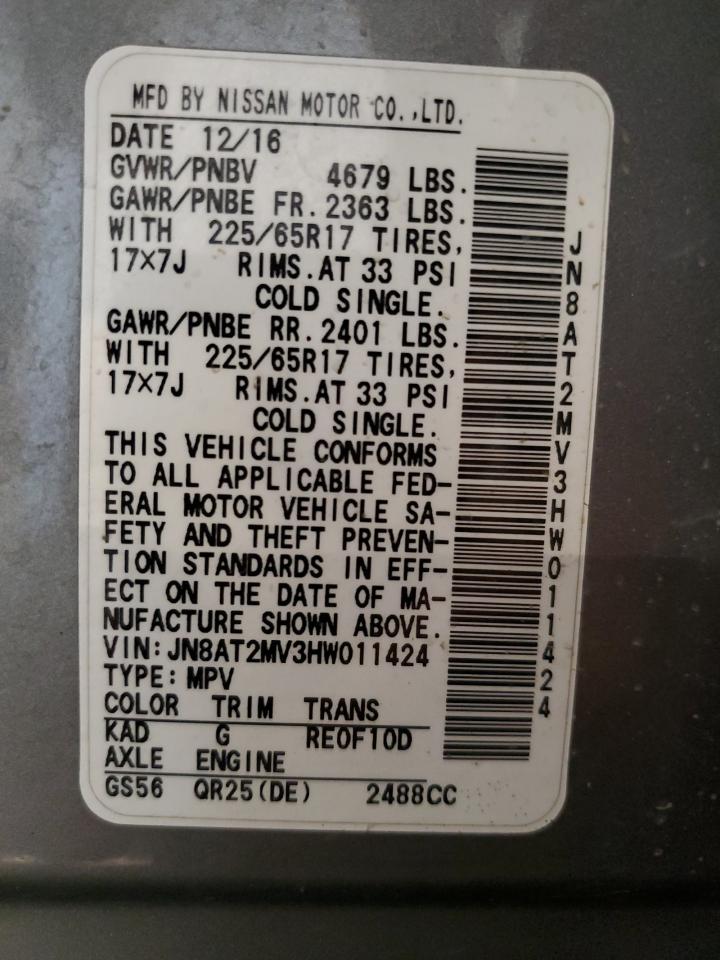 MFD BY NISSAN MOTOR CO.,LTD.
DATE 12/16
GVWR/PNBV 4679 LBS.
GAWR/PNBE FR. 2363 LBS.
WITH 225/65R17 TIRES,
17×7J RIMS.AT 33 PSI
COLD SINGLE.
GAWR/PNBE RR. 2401 LBS.
WITH 225/65R17 TIRES,
17×7J RIMS.AT 33 PSI
COLD SINGLE.
THIS VEHICLE CONFORMS
TO ALL APPLICABLE FED-
ERAL MOTOR VEHICLE SA-
FETY AND THEFT PREVEN-
TION STANDARDS IN EFF-
ECT ON THE DATE OF MA-
NUFACTURE SHOWN ABOVE.
VIN:JN8AT2MV3HW011424
TYPE:MPV
COLOR TRIM TRANS
KAD G RE0F10D
AXLE ENGINE
GS56 QR25(DE) 2488CC
JN8AT2MV3HW011424